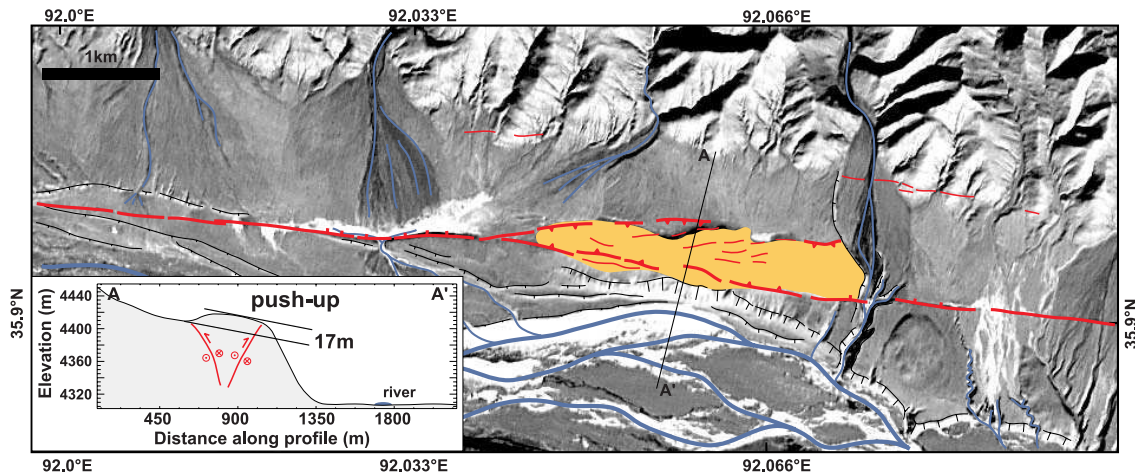 92.0°E 92.033°E 92.066°E
1km
A
35.9°N
35.9°N
A'
A A'
push-up
17m
river
4440
4400
4360
4320
Elevation (m)
450 900 1350 1800
Distance along profile (m)
92.0°E 92.033°E 92.066°E